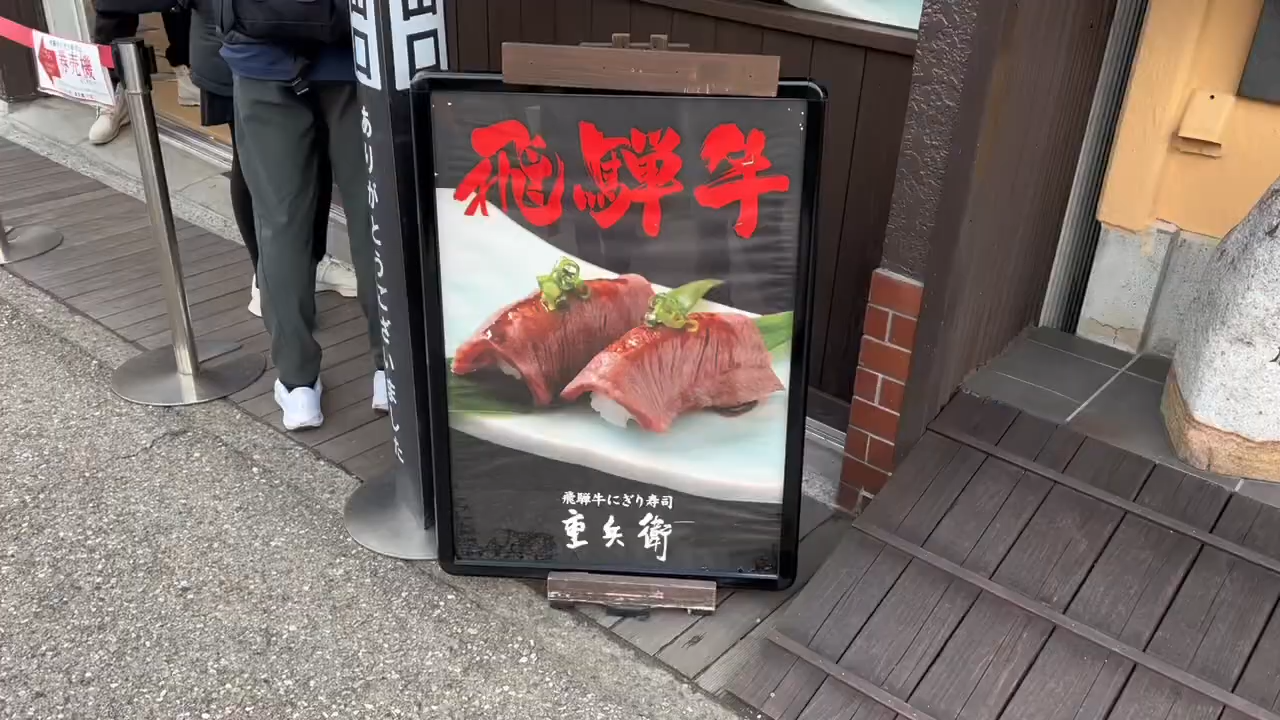 券売機
ありがとうございました
飛騨牛
飛騨牛にぎり寿司
重兵衛